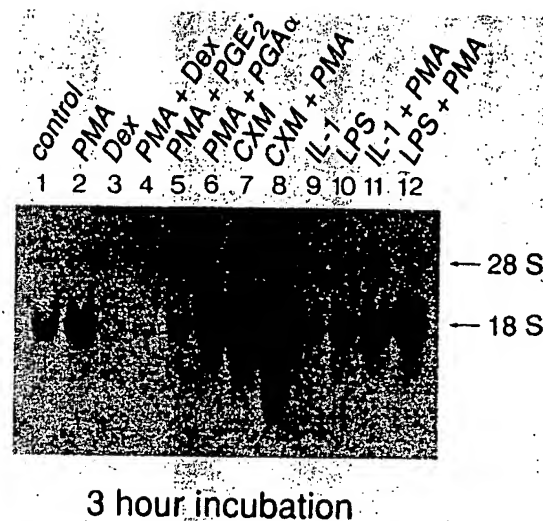 control
PMA
Dex
PMA + Dex
PMA + PGE2
PMA + PGAα
CXM
CXM + PMA
IL-1
LPS
IL-1 + PMA
LPS + PMA
1 2 3 4 5 6 7 8 9 10 11 12
← 28 S
← 18 S
3 hour incubation